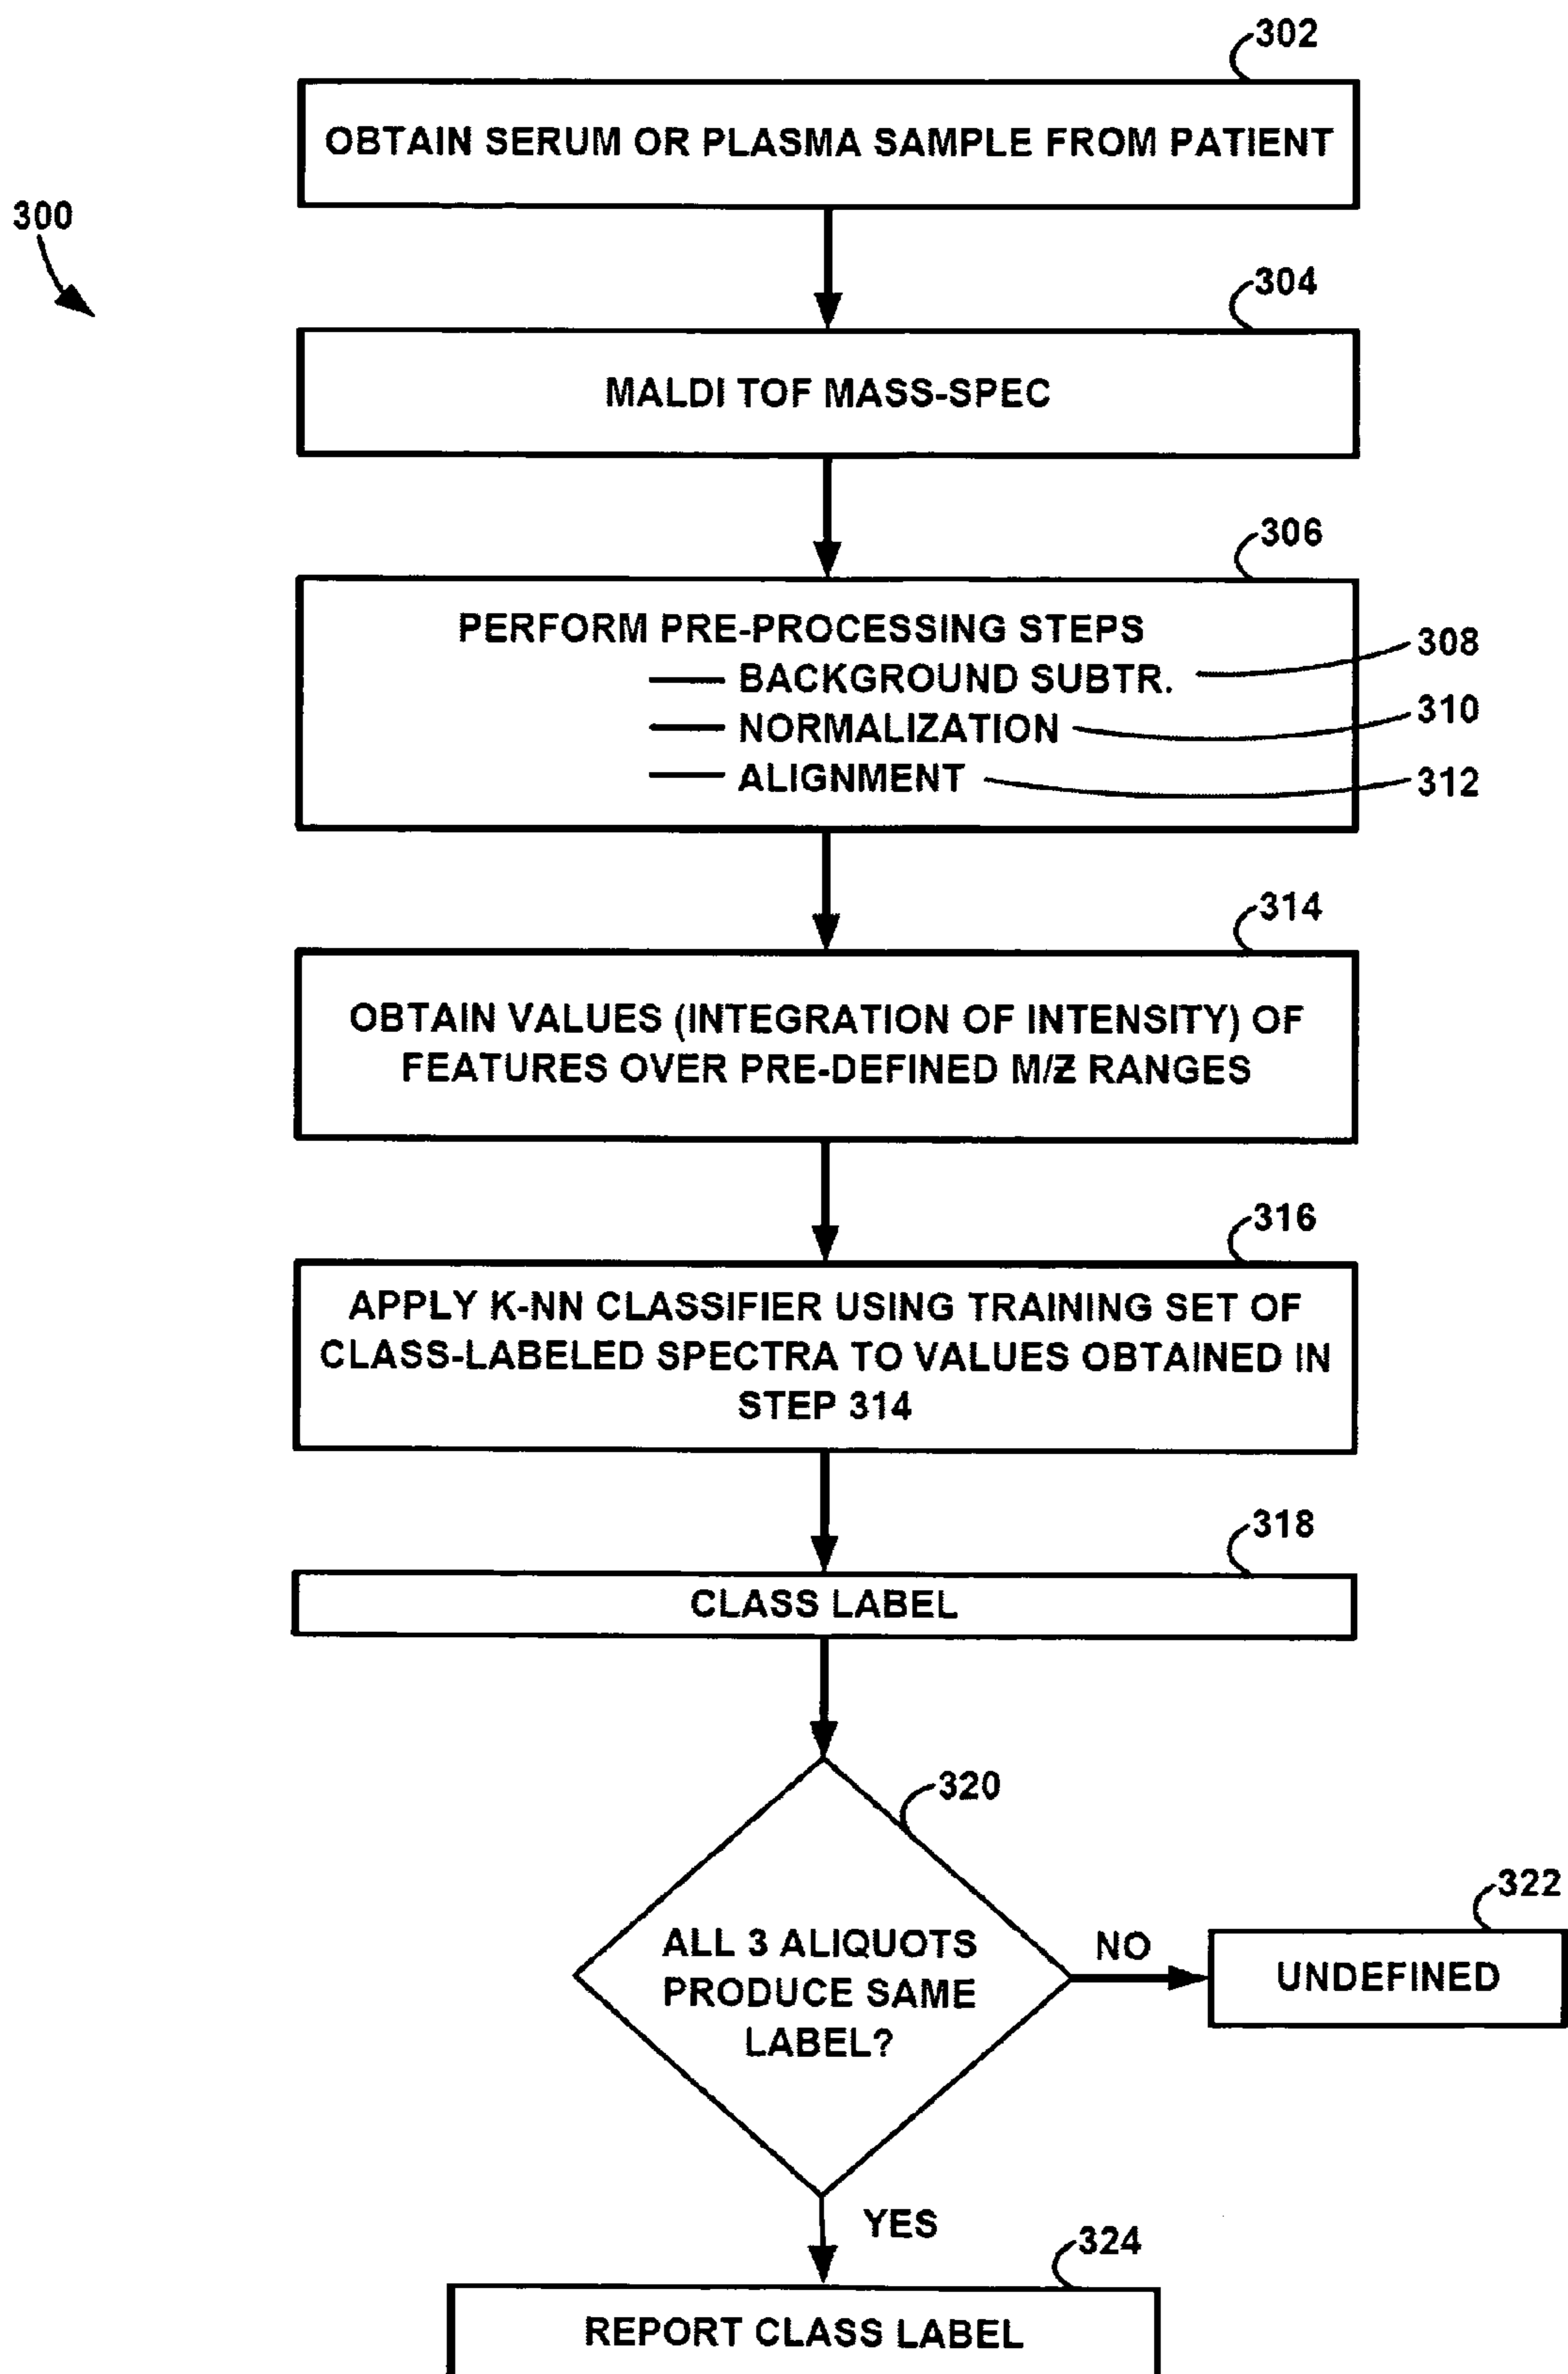 302
OBTAIN SERUM OR PLASMA SAMPLE FROM PATIENT
300
304
MALDI TOF MASS-SPEC
306
PERFORM PRE-PROCESSING STEPS
— BACKGROUND SUBTR.
308
— NORMALIZATION
310
— ALIGNMENT
312
314
OBTAIN VALUES (INTEGRATION OF INTENSITY) OF
FEATURES OVER PRE-DEFINED M/Z RANGES
316
APPLY K-NN CLASSIFIER USING TRAINING SET OF
CLASS-LABELED SPECTRA TO VALUES OBTAINED IN
STEP 314
318
CLASS LABEL
320
ALL 3 ALIQUOTS
PRODUCE SAME
LABEL?
NO
322
UNDEFINED
YES
324
REPORT CLASS LABEL